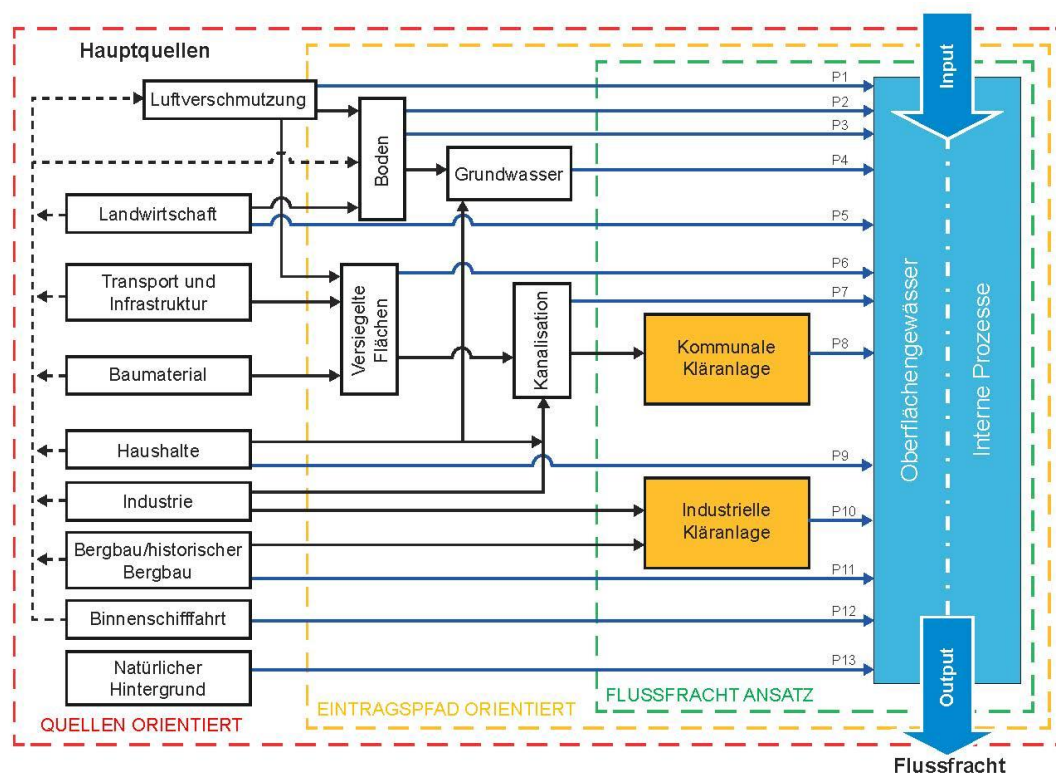 Hauptquellen
Input
Luftverschmutzung
P1
P2
P3
Boden
Grundwasser
P4
Landwirtschaft
P5
Transport und
Infrastruktur
Versiegelte
Flächen
P6
Kanalisation
P7
Kommunale
Kläranlage
P8
Baumaterial
Oberflächengewässer
Interne Prozesse
Haushalte
P9
Industrie
Industrielle
Kläranlage
P10
Bergbau/historischer
Bergbau
P11
Binnenschifffahrt
P12
Natürlicher
Hintergrund
P13
Output
QUELLEN ORIENTIERT
EINTRAGSPFAD ORIENTIERT
FLUSSFRACHT ANSATZ
Flussfracht